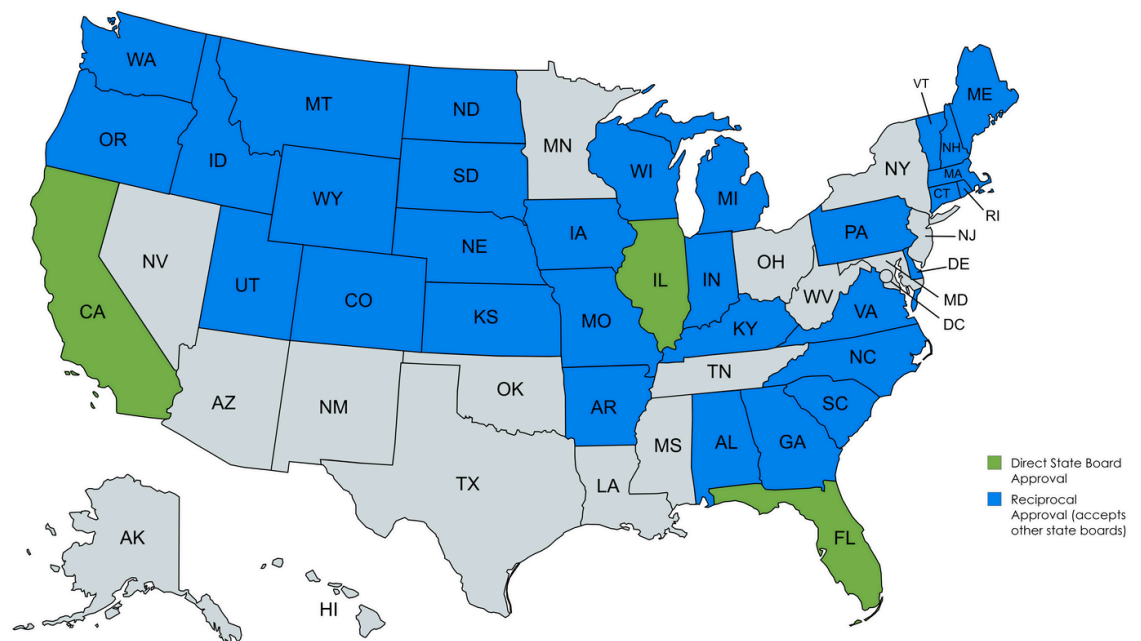 WA
MT
ND
MN
OR
ID
SD
WI
WY
MI
VT
ME
NH
NY
MA
CT
RI
NE
IA
PA
NJ
NV
UT
CO
IL
IN
OH
DE
CA
KS
MO
KY
WV
VA
MD
DC
NC
TN
AZ
NM
OK
AR
SC
MS
AL
GA
TX
LA
FL
AK
HI
Direct State Board
Approval
Reciprocal
Approval (accepts
other state boards)